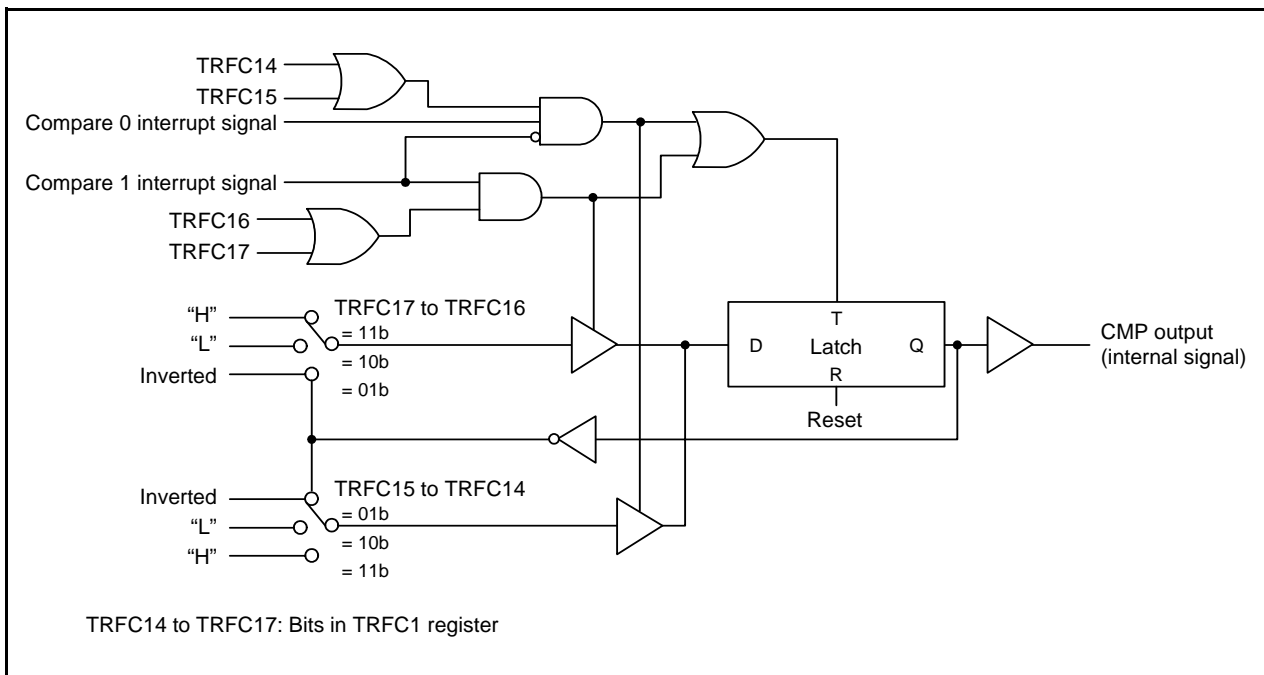 TRFC14
TRFC15
Compare 0 interrupt signal
Compare 1 interrupt signal
TRFC16
TRFC17
“H”
TRFC17 to TRFC16
= 11b
“L”
= 10b
Inverted
= 01b
T
D
Latch
Q
R
Reset
CMP output
(internal signal)
Inverted
TRFC15 to TRFC14
= 01b
“L”
= 10b
“H”
= 11b
TRFC14 to TRFC17: Bits in TRFC1 register